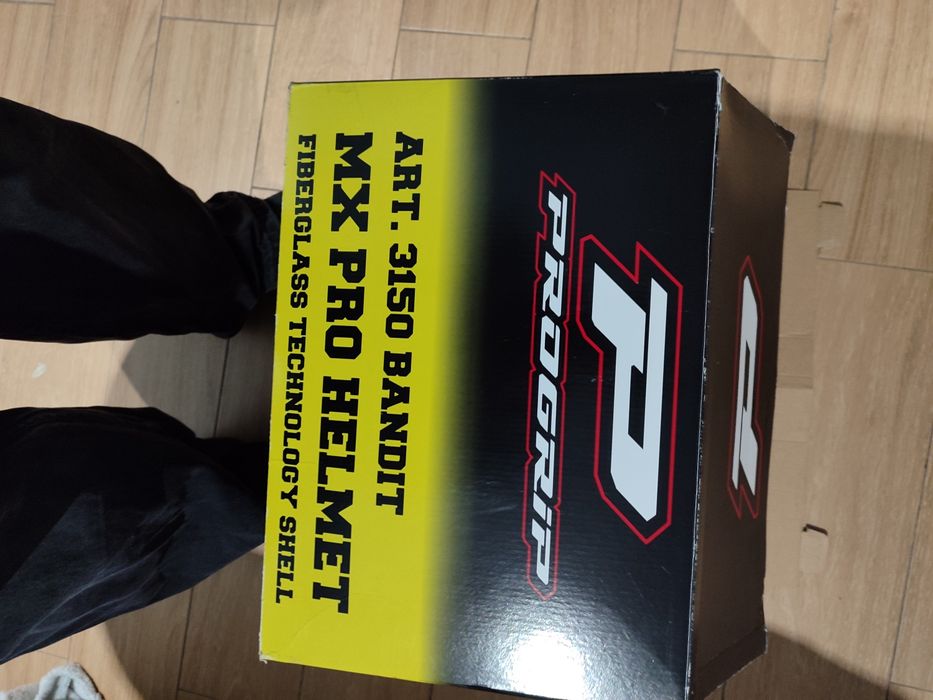 P
PROGRiP
ART. 3150 BANDIT
MX PRO HELMET
FIBERGLASS TECHNOLOGY SHELL